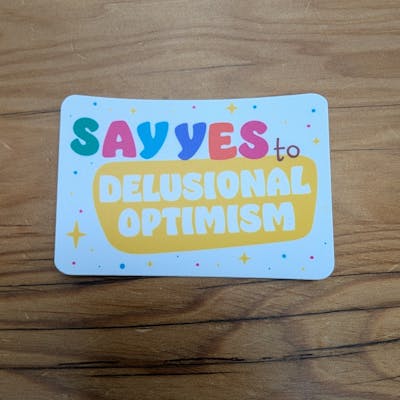 SAY YES to
DELUSIONAL
OPTIMISM